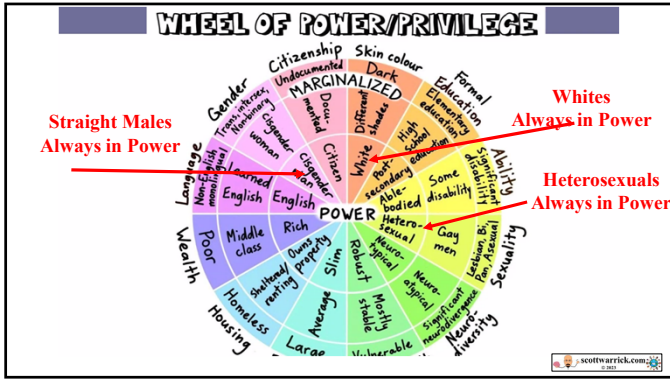 WHEEL OF POWER/PRIVILEGE
Citizenship
Undocumented
Documented
Citizen
Skin colour
Dark
Different shades
White
Formal Education
Elementary education
High school education
Post-secondary
Ability
Significant disability
Some disability
Able-bodied
Sexuality
Lesbian, Bi, Pan, Asexual
Gay men
Hetero-sexual
Neuro-diversity
Significant neurodivergence
Neuro-atypical
Neuro-typical
Vulnerable
Mostly stable
Robust
Large
Average
Slim
Housing
Homeless
Sheltered/renting
Owns property
Wealth
Poor
Middle class
Rich
Language
Non-English monolingual
Learned English
English
Gender
Trans, intersex, Nonbinary
Cisgender woman
Cisgender man
MARGINALIZED
POWER
Straight Males
Always in Power
Whites
Always in Power
Heterosexuals
Always in Power
scottwarrick.com
© 2023